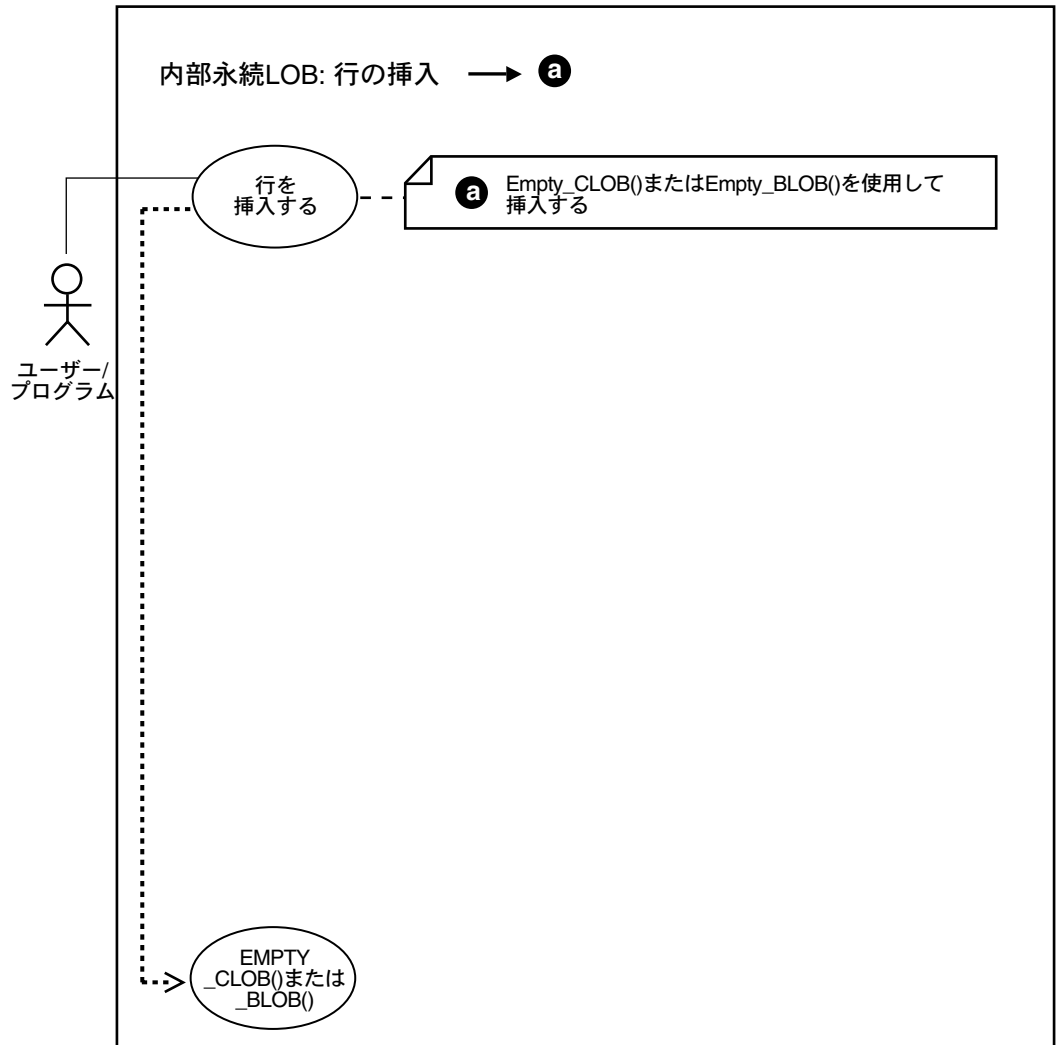 内部永続LOB: 行の挿入 a
行を
挿入する
a Empty_CLOB()またはEmpty_BLOB()を使用して
挿入する
ユーザー/
プログラム
EMPTY
_CLOB()または
_BLOB()